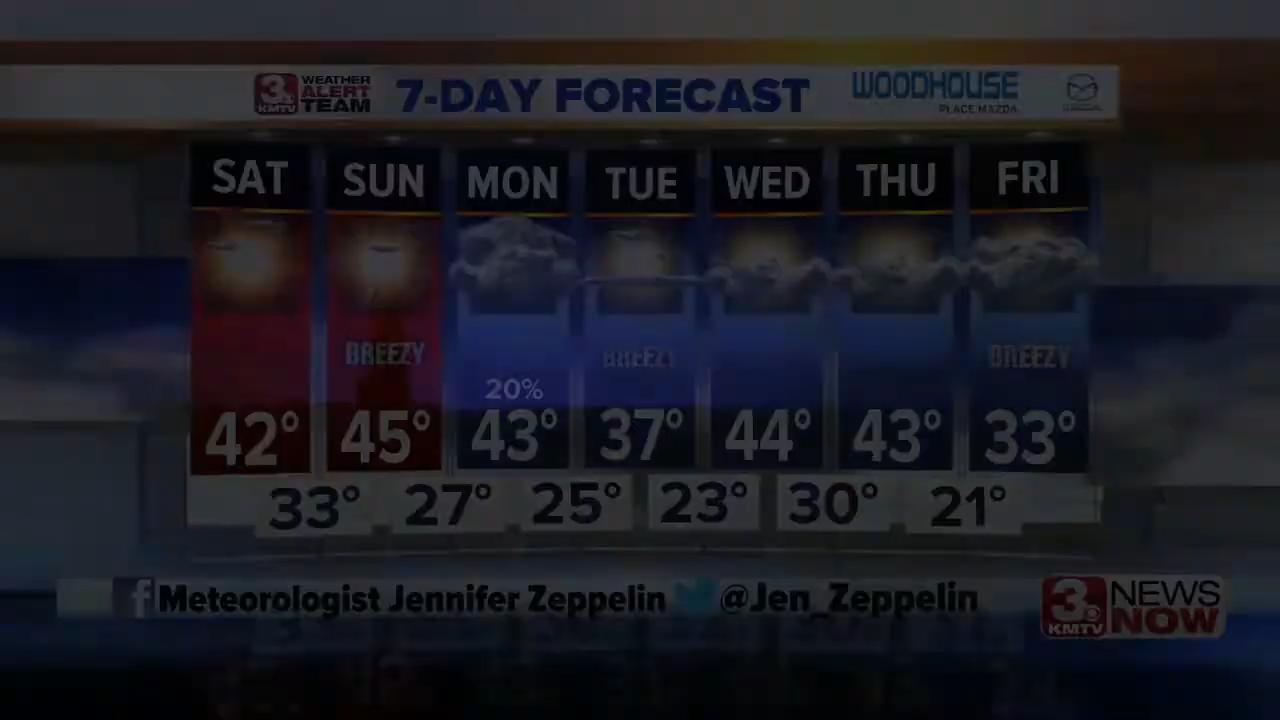 3 KMTV
WEATHER
ALERT
TEAM
7-DAY FORECAST
WOODHOUSE
PLACE MAZDA
SAT SUN MON TUE WED THU FRI
BREEZY BREEZY BREEZY
20%
42° 45° 43° 37° 44° 43° 33°
33° 27° 25° 23° 30° 21°
f Meteorologist Jennifer Zeppelin @Jen_Zeppelin
3 KMTV
NEWS
NOW